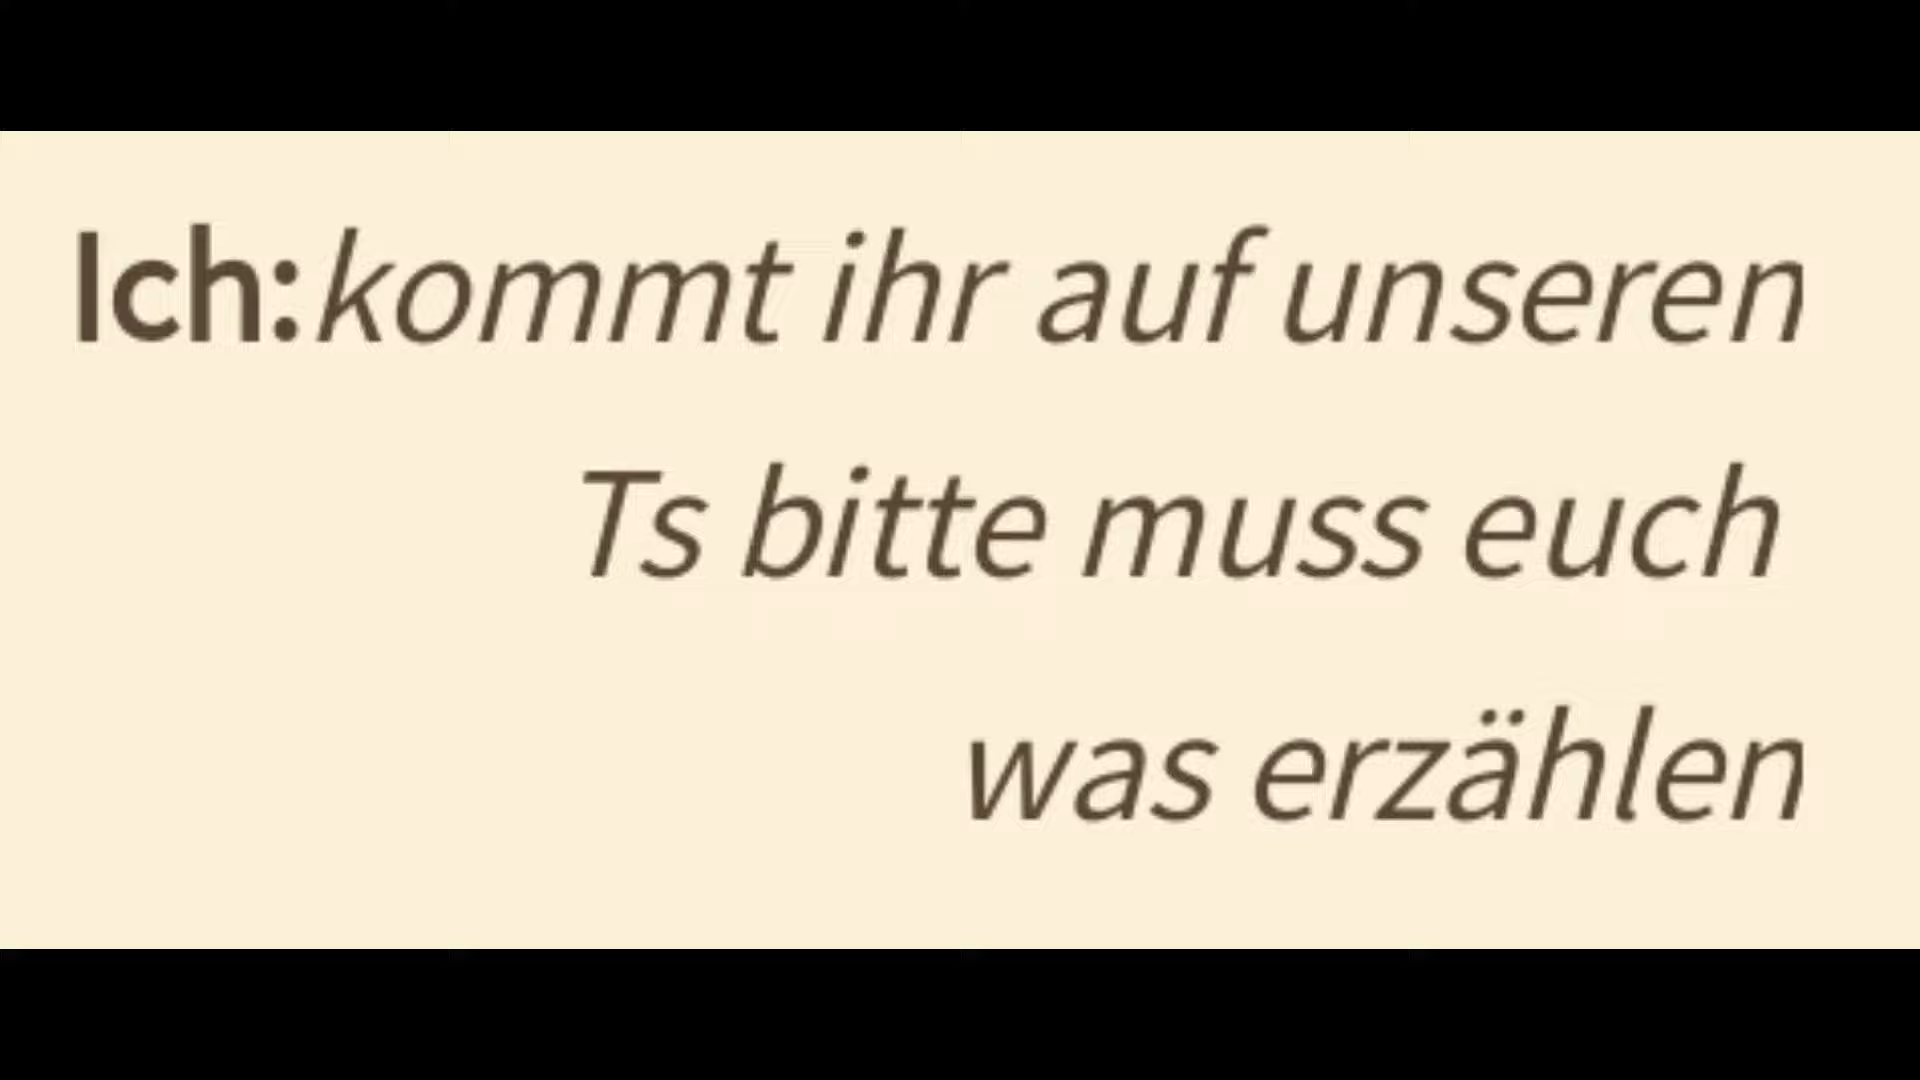 Ich: kommt ihr auf unseren
Ts bitte muss euch
was erzählen